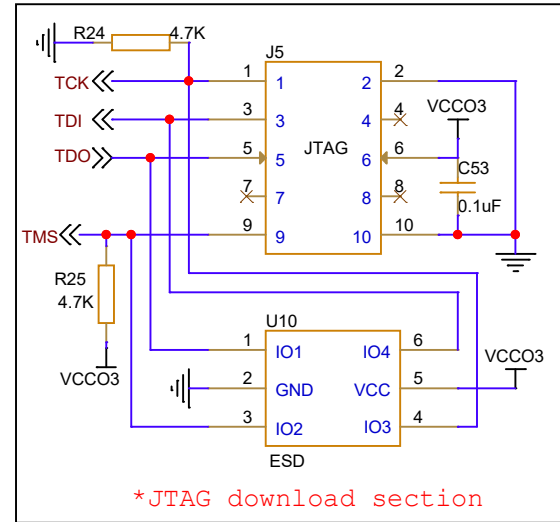 R24 4.7K
J5
TCK 1 1 2 2
TDI 3 3 4 4 VCCO3
TDO 5 5 JTAG 6 6
C53
7 7 8 8 0.1uF
TMS 9 9 10 10
R25
4.7K
U10
1 IO1 IO4 6
VCCO3 2 GND VCC 5 VCCO3
3 IO2 IO3 4
ESD
*JTAG download section